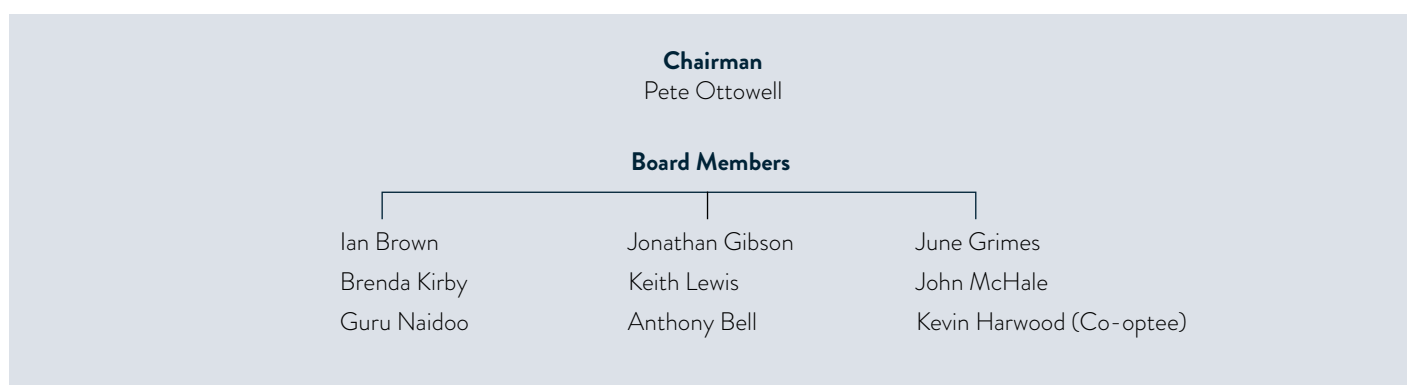 Chairman
Pete Ottowell
Board Members
Ian Brown
Jonathan Gibson
June Grimes
Brenda Kirby
Keith Lewis
John McHale
Guru Naidoo
Anthony Bell
Kevin Harwood (Co-optee)